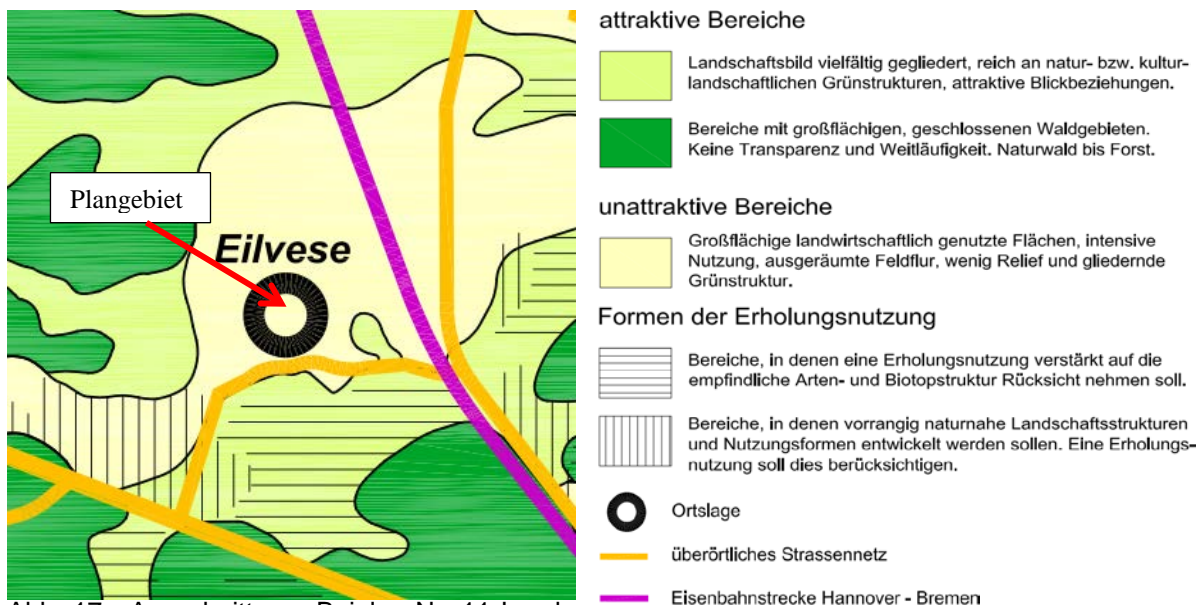 Plangebiet
Eilvese
attraktive Bereiche
Landschaftsbild vielfältig gegliedert, reich an natur- bzw. kultur-
landschaftlichen Grünstrukturen, attraktive Blickbeziehungen.
Bereiche mit großflächigen, geschlossenen Waldgebieten.
Keine Transparenz und Weitläufigkeit. Naturwald bis Forst.
unattraktive Bereiche
Großflächige landwirtschaftlich genutzte Flächen, intensive
Nutzung, ausgeräumte Feldflur, wenig Relief und gliedernde
Grünstruktur.
Formen der Erholungsnutzung
Bereiche, in denen eine Erholungsnutzung verstärkt auf die
empfindliche Arten- und Biotopstruktur Rücksicht nehmen soll.
Bereiche, in denen vorrangig naturnahe Landschaftsstrukturen
und Nutzungsformen entwickelt werden sollen. Eine Erholungs-
nutzung soll dies berücksichtigen.
Ortslage
überörtliches Strassennetz
Eisenbahnstrecke Hannover - Bremen